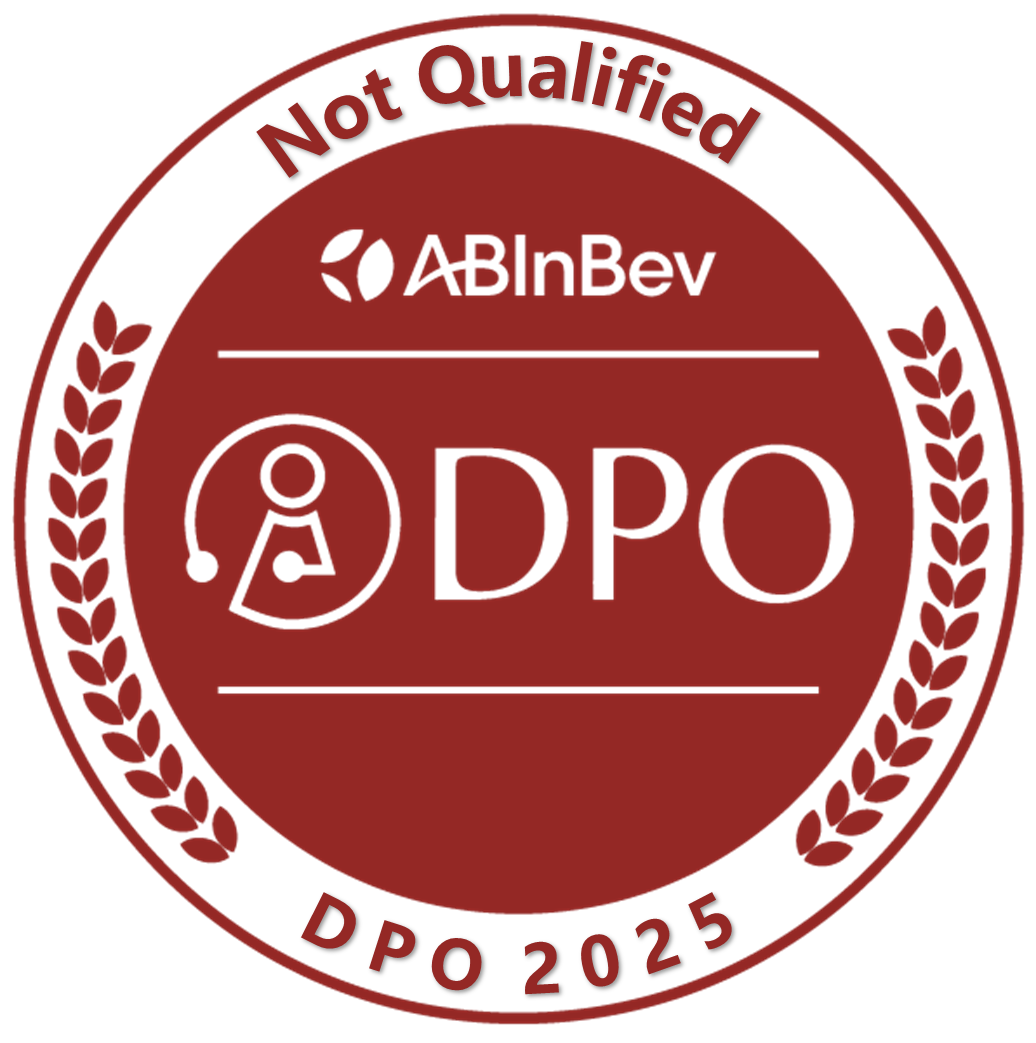 Not Qualified
ABInBev
DPO
DPO 2025